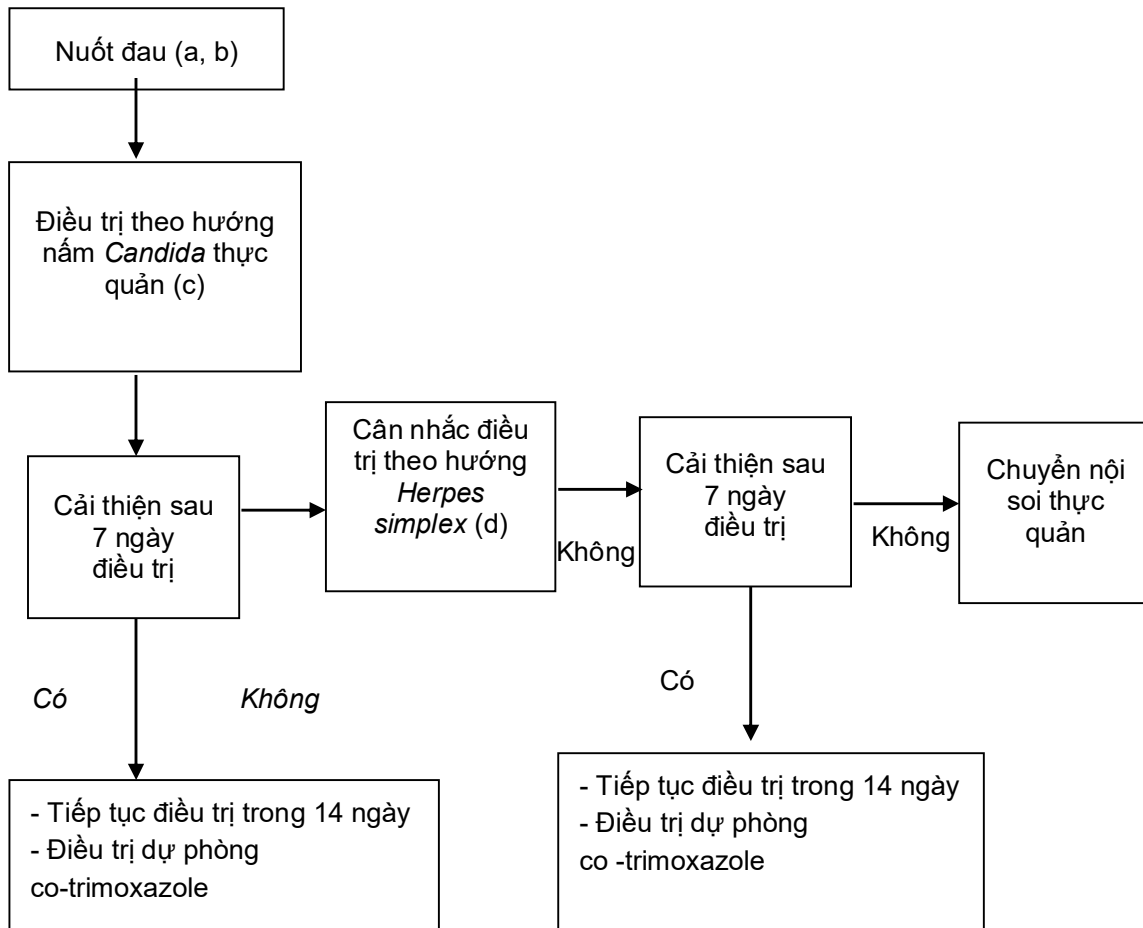 Nuốt đau (a, b)
Điều trị theo hướng
nấm Candida thực
quản (c)
Cải thiện sau
7 ngày
điều trị
Cân nhắc điều
trị theo hướng
Herpes
simplex (d)
Không
Cải thiện sau
7 ngày
điều trị
Không
Chuyển nội
soi thực
quản
Có
Không
Có
- Tiếp tục điều trị trong 14 ngày
- Điều trị dự phòng
co-trimoxazole
- Tiếp tục điều trị trong 14 ngày
- Điều trị dự phòng
co -trimoxazole